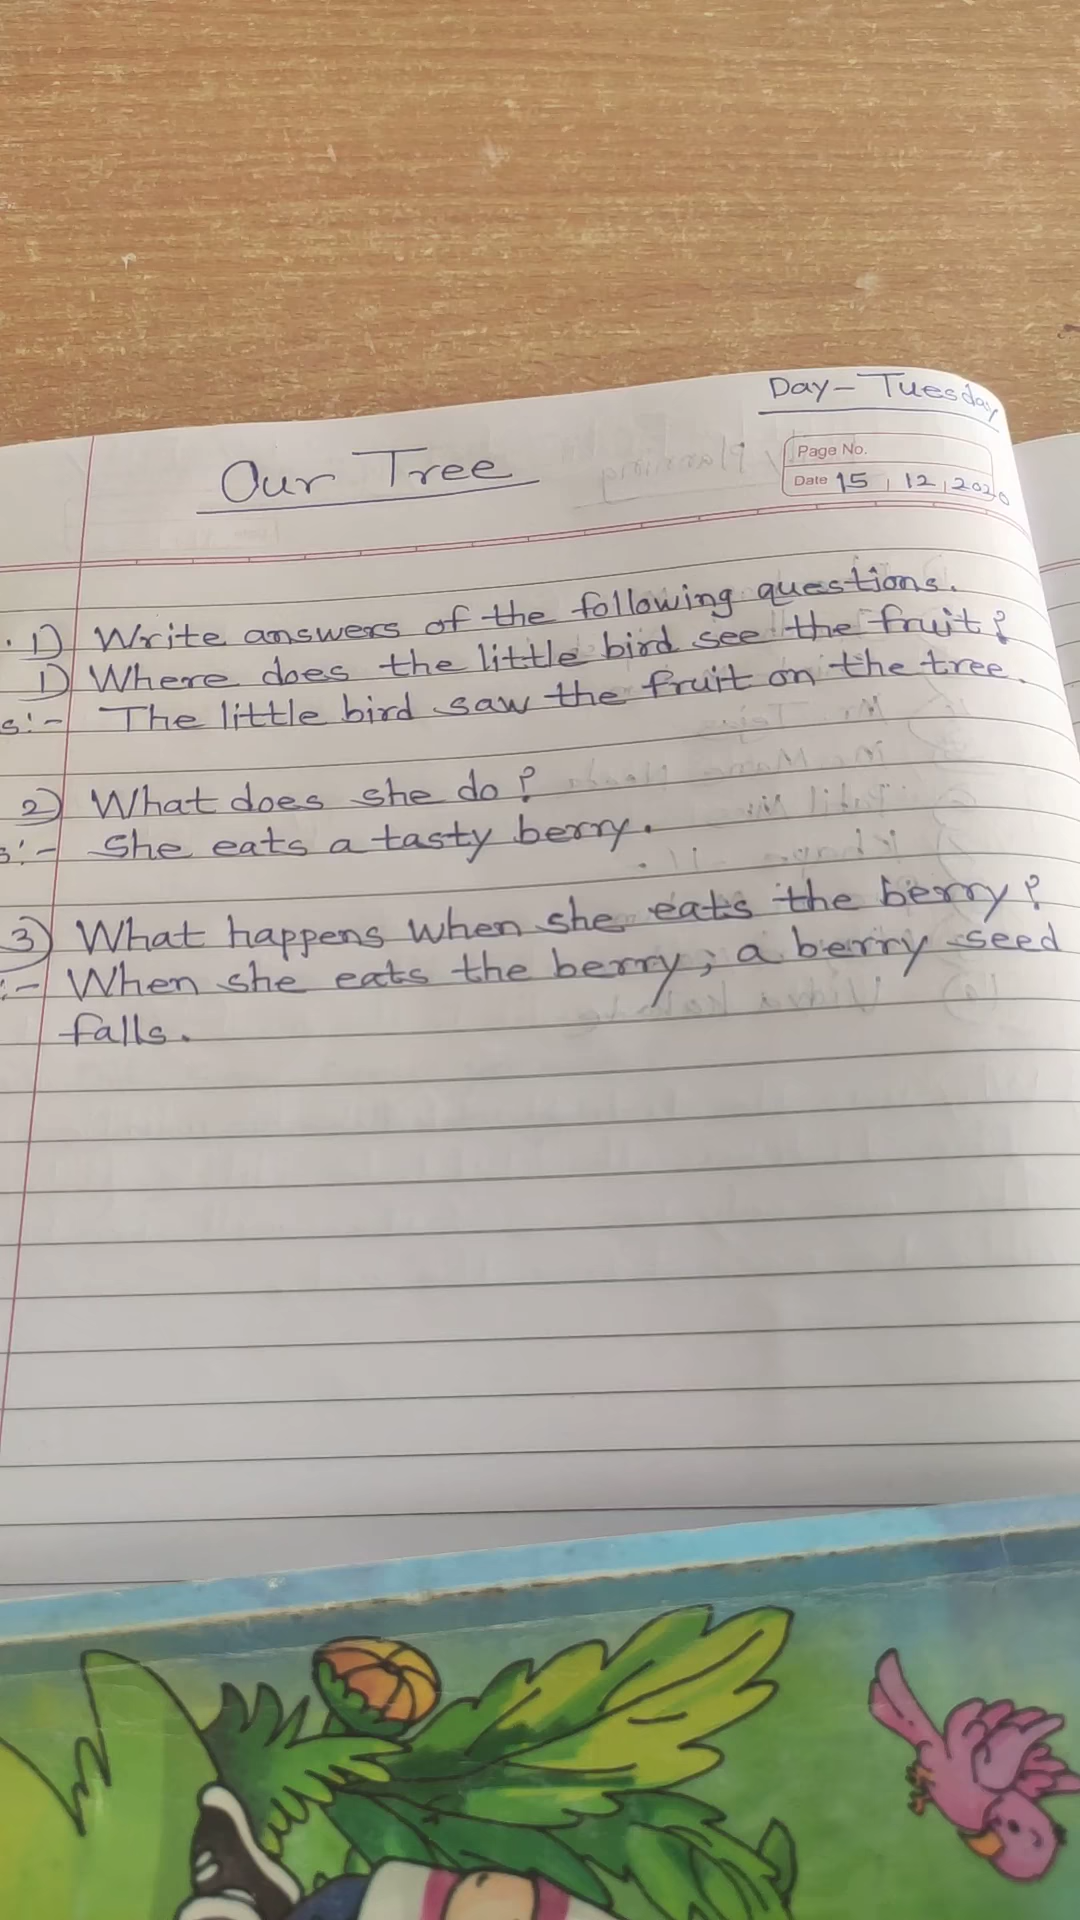 Day - Tuesday
Our Tree
Page No.
Date 15 / 12 / 2020
1) Write answers of the following questions.
1) Where does the little bird see the fruit?
s:- The little bird saw the fruit on the tree.
2) What does she do?
s:- She eats a tasty berry.
3) What happens when she eats the berry?
:- When she eats the berry, a berry seed
falls.